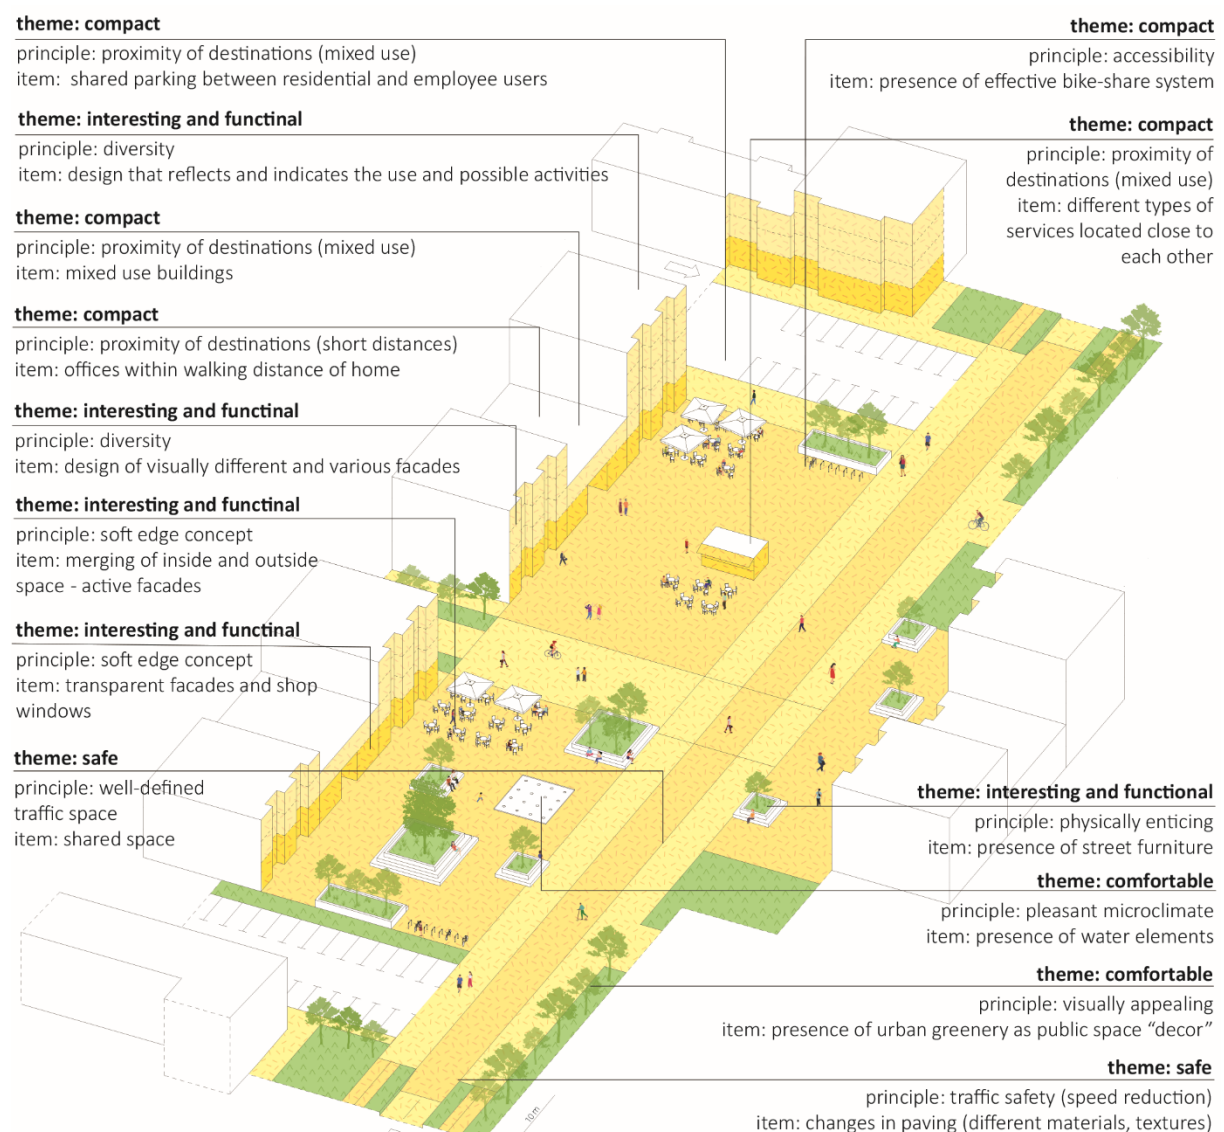 theme: compact
principle: proximity of destinations (mixed use)
item: shared parking between residential and employee users
theme: interesting and functinal
principle: diversity
item: design that reflects and indicates the use and possible activities
theme: compact
principle: proximity of destinations (mixed use)
item: mixed use buildings
theme: compact
principle: proximity of destinations (short distances)
item: offices within walking distance of home
theme: interesting and functinal
principle: diversity
item: design of visually different and various facades
theme: interesting and functinal
principle: soft edge concept
item: merging of inside and outside
space - active facades
theme: interesting and functinal
principle: soft edge concept
item: transparent facades and shop
windows
theme: safe
principle: well-defined
traffic space
item: shared space
theme: compact
principle: accessibility
item: presence of effective bike-share system
theme: compact
principle: proximity of
destinations (mixed use)
item: different types of
services located close to
each other
theme: interesting and functional
principle: physically enticing
item: presence of street furniture
theme: comfortable
principle: pleasant microclimate
item: presence of water elements
theme: comfortable
principle: visually appealing
item: presence of urban greenery as public space “decor”
theme: safe
principle: traffic safety (speed reduction)
item: changes in paving (different materials, textures)
10 m